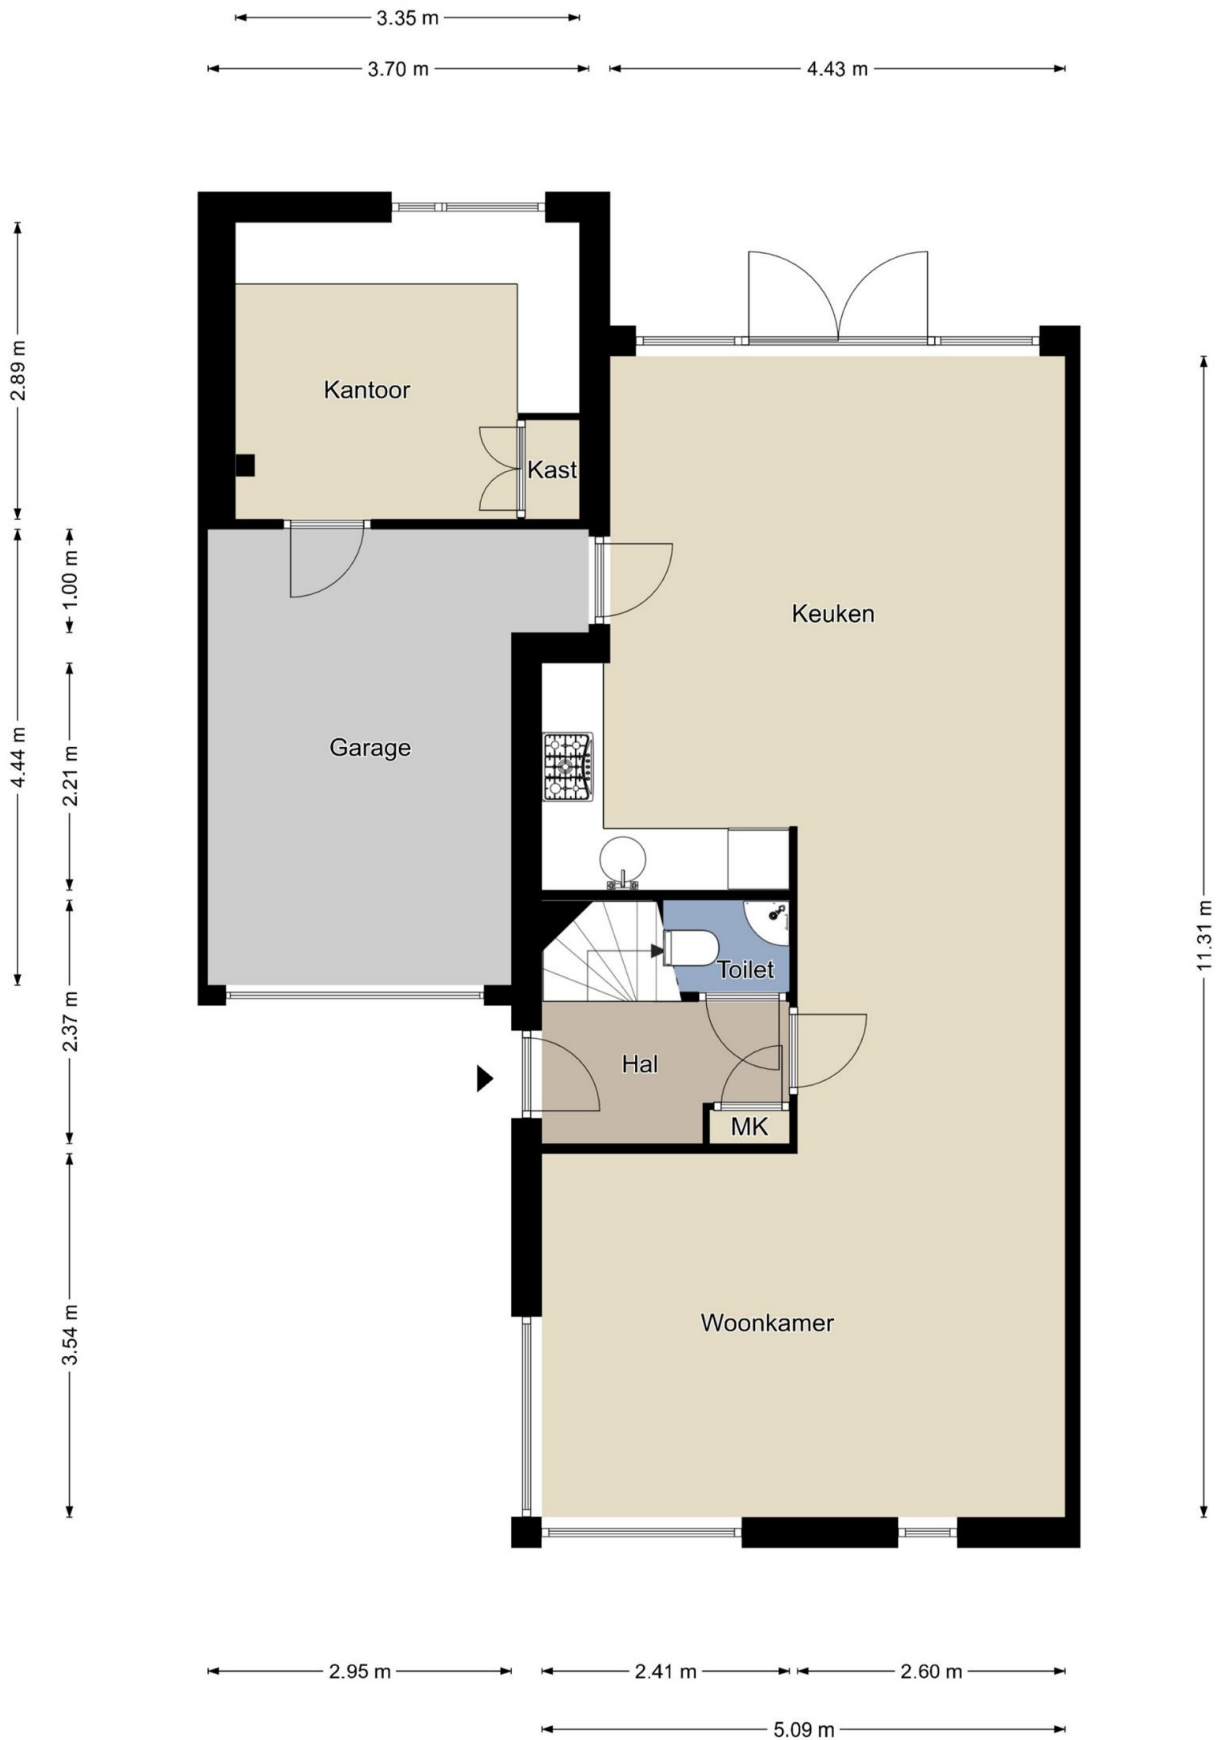 3.35 m
3.70 m
4.43 m
2.89 m
Kantoor
Kast
1.00 m
Keuken
4.44 m
2.21 m
Garage
11.31 m
Toilet
2.37 m
Hal
MK
3.54 m
Woonkamer
2.95 m
2.41 m
2.60 m
5.09 m